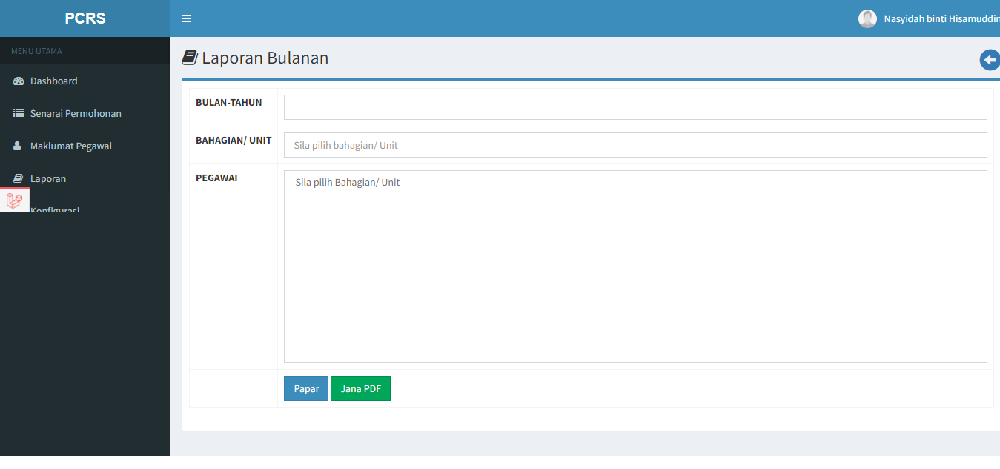 PCRS
Nasyidah binti Hisamuddin
MENU UTAMA
Dashboard
Senarai Permohonan
Maklumat Pegawai
Laporan
Konfigurasi
Laporan Bulanan
BULAN-TAHUN
BAHAGIAN/ UNIT
Sila pilih bahagian/ Unit
PEGAWAI
Sila pilih Bahagian/ Unit
Papar
Jana PDF